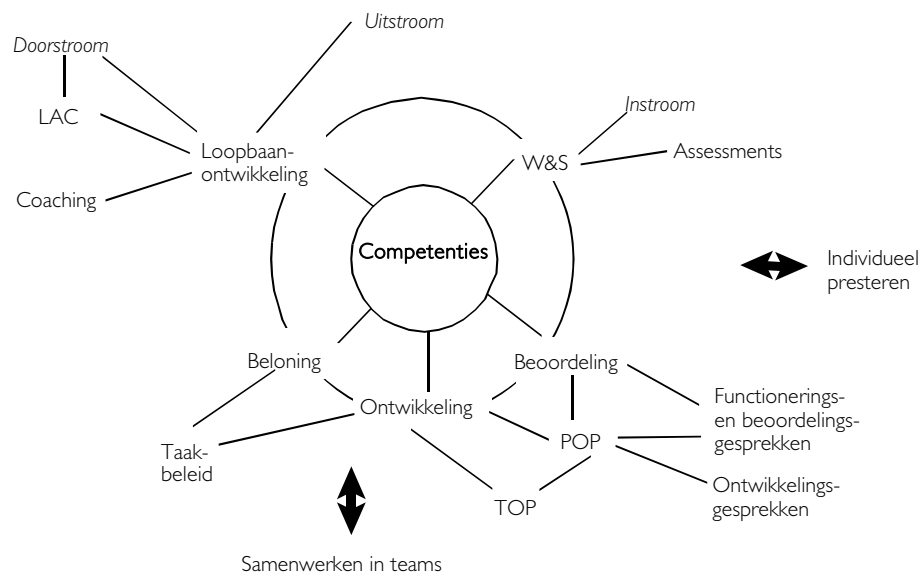 Uitstroom
Doorstroom
Instroom
LAC
Loopbaan-
ontwikkeling
W&S
Assessments
Coaching
Competenties
Individueel
presteren
Beloning
Beoordeling
Ontwikkeling
Functionerings-
en beoordelings-
gesprekken
Taak-
beleid
POP
Ontwikkelings-
gesprekken
TOP
Samenwerken in teams